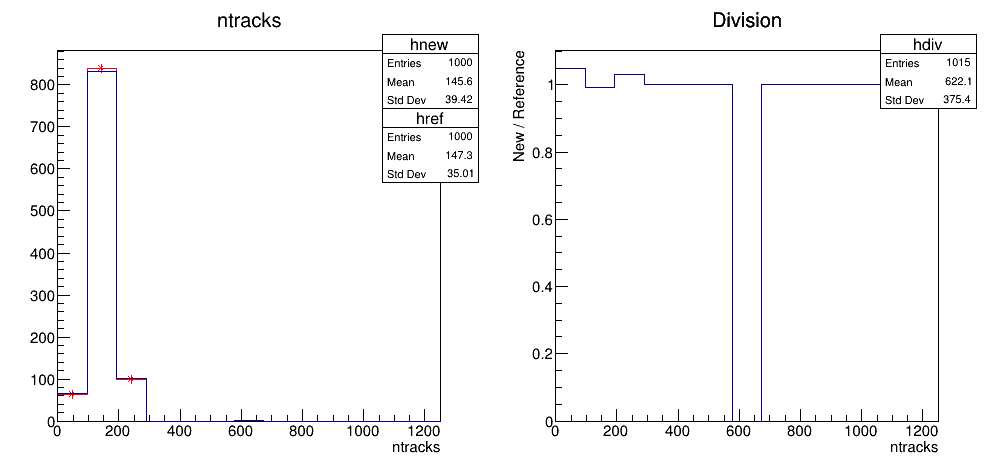 ntracks
hnew
Entries 1000
Mean 145.6
Std Dev 39.42
href
Entries 1000
Mean 147.3
Std Dev 35.01
800
700
600
500
400
300
200
100
0
0 200 400 600 800 1000 1200
ntracks
Division
hdiv
Entries 1015
Mean 622.1
Std Dev 375.4
New / Reference
1
0.8
0.6
0.4
0.2
0
0 200 400 600 800 1000 1200
ntracks